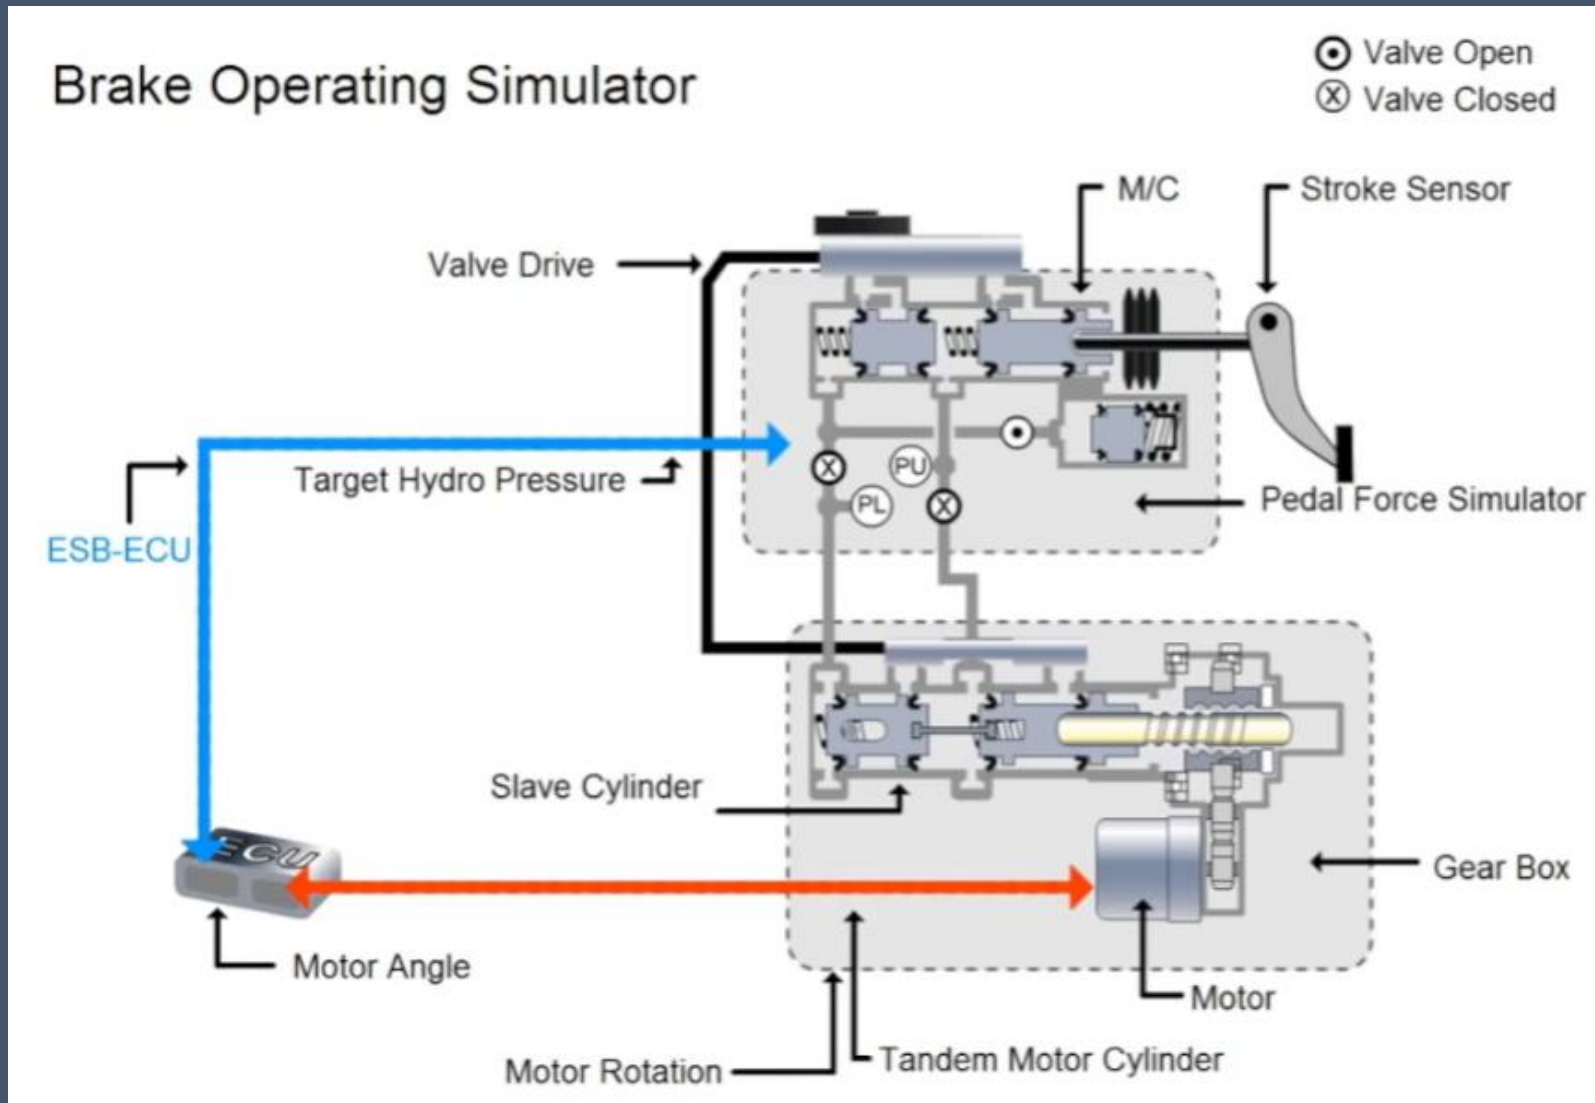 Brake Operating Simulator
Valve Open
X Valve Closed
M/C
Stroke Sensor
Valve Drive
Target Hydro Pressure
X
PU
PL
X
Pedal Force Simulator
ESB-ECU
Slave Cylinder
ECU
Gear Box
Motor Angle
Motor
Motor Rotation
Tandem Motor Cylinder